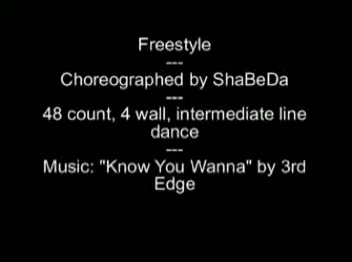 Freestyle
---
Choreographed by ShaBeDa
---
48 count, 4 wall, intermediate line
dance
---
Music: "Know You Wanna" by 3rd
Edge